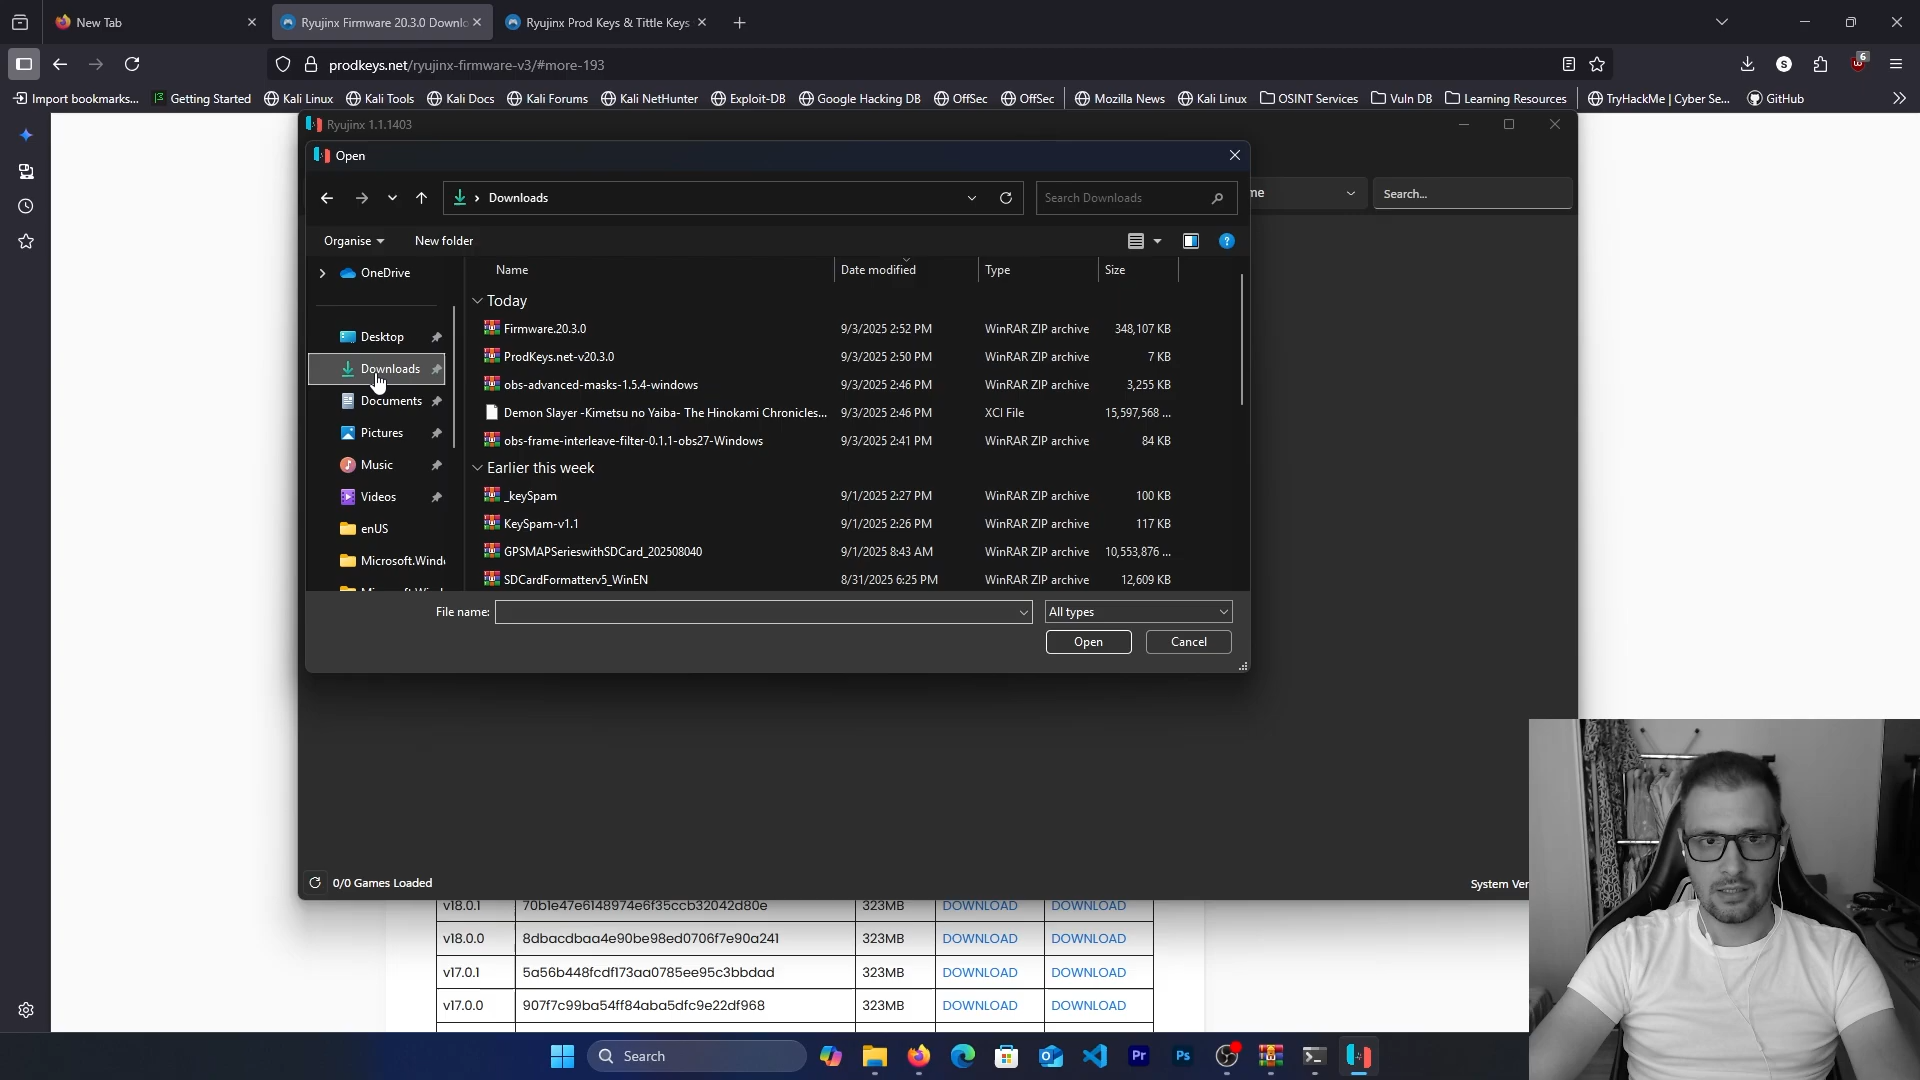 New Tab
Ryujinx Firmware 20.3.0 Downlo
Ryujinx Prod Keys & Tittle Keys
prodkeys.net/ryujinx-firmware-v3/#more-193
6
S
Import bookmarks... Getting Started Kali Linux Kali Tools Kali Docs Kali Forums Kali NetHunter Exploit-DB Google Hacking DB OffSec OffSec Mozilla News Kali Linux OSINT Services Vuln DB Learning Resources TryHackMe | Cyber Se... GitHub
Ryujinx 1.1.1403
Open
Downloads
Search Downloads
me
Search...
Organise New folder
OneDrive
Desktop
Downloads
Documents
Pictures
Music
Videos
enUS
Microsoft.Wind
Name Date modified Type Size
Today
Firmware.20.3.0 9/3/2025 2:52 PM WinRAR ZIP archive 348,107 KB
ProdKeys.net-v20.3.0 9/3/2025 2:50 PM WinRAR ZIP archive 7 KB
obs-advanced-masks-1.5.4-windows 9/3/2025 2:46 PM WinRAR ZIP archive 3,255 KB
Demon Slayer -Kimetsu no Yaiba- The Hinokami Chronicles... 9/3/2025 2:46 PM XCI File 15,597,568 ...
obs-frame-interleave-filter-0.1.1-obs27-Windows 9/3/2025 2:41 PM WinRAR ZIP archive 84 KB
Earlier this week
_keySpam 9/1/2025 2:27 PM WinRAR ZIP archive 100 KB
KeySpam-v1.1 9/1/2025 2:26 PM WinRAR ZIP archive 117 KB
GPSMAPSerieswithSDCard_202508040 9/1/2025 8:43 AM WinRAR ZIP archive 10,553,876 ...
SDCardFormatterv5_WinEN 8/31/2025 6:25 PM WinRAR ZIP archive 12,609 KB
File name: All types
Open Cancel
0/0 Games Loaded
System Ver
v18.0.1 70b1e47e6148974e6f35ccb32042d80e 323MB DOWNLOAD DOWNLOAD
v18.0.0 8dbacdbaa4e90be98ed0706f7e90a241 323MB DOWNLOAD DOWNLOAD
v17.0.1 5a56b448fcdf173aa0785ee95c3bbdad 323MB DOWNLOAD DOWNLOAD
v17.0.0 907f7c99ba54ff84aba5dfc9e22df968 323MB DOWNLOAD DOWNLOAD
Search
Pr
Ps